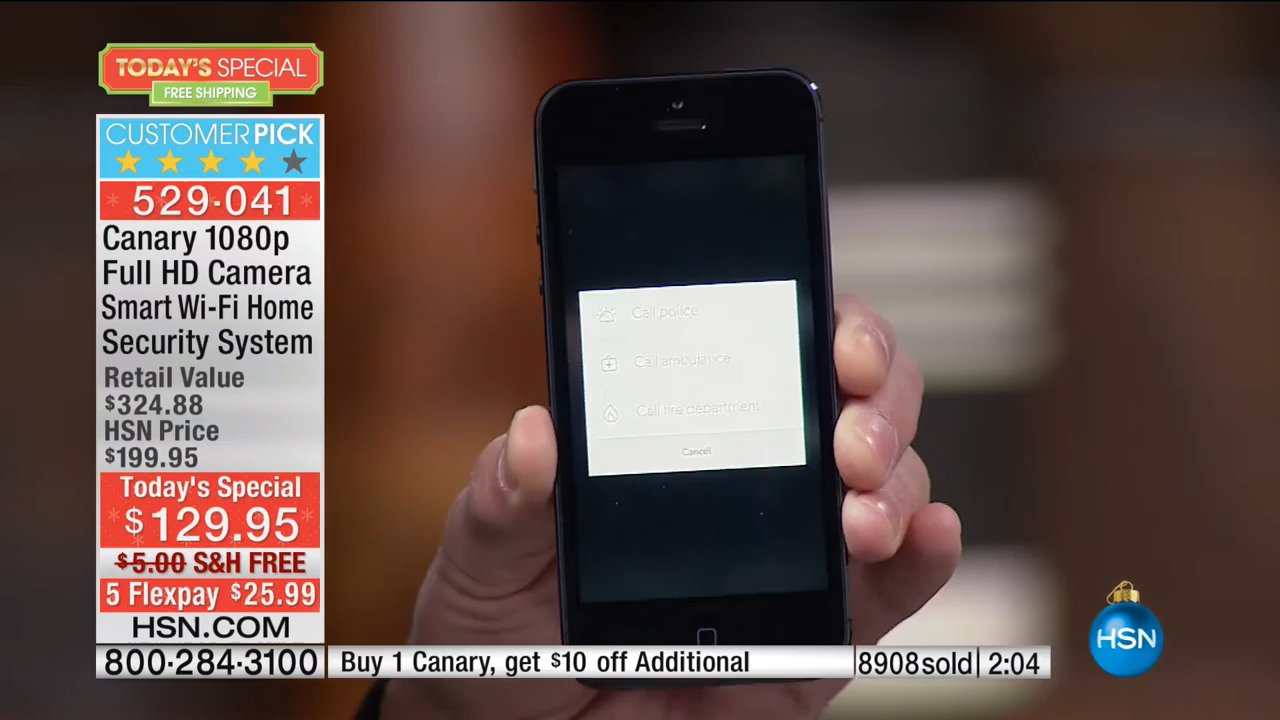 TODAY'S SPECIAL
FREE SHIPPING
CUSTOMER PICK
529·041
Canary 1080p
Full HD Camera
Smart Wi-Fi Home
Security System
Retail Value
$324.88
HSN Price
$199.95
Today's Special
$129.95
$5.00 S&H FREE
5 Flexpay $25.99
HSN.COM
800·284·3100
Buy 1 Canary, get $10 off Additional
8908sold
2:04
Call police
Call ambulance
Call fire department
Cancel
HSN